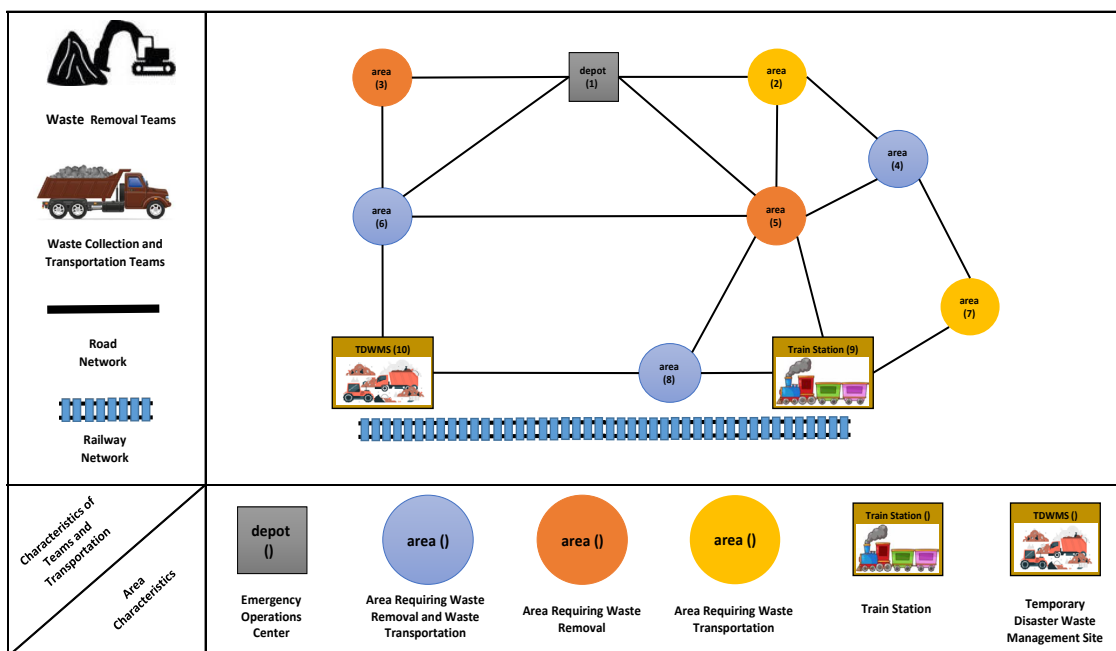 Waste Removal Teams
Waste Collection and
Transportation Teams
Road
Network
Railway
Network
area
(3)
depot
(1)
area
(2)
area
(4)
area
(6)
area
(5)
area
(7)
TDWMS (10)
area
(8)
Train Station (9)
Characteristics of
Teams and
Transportation
Area
Characteristics
depot
()
area ()
area ()
area ()
Train Station ()
TDWMS ()
Emergency
Operations
Center
Area Requiring Waste
Removal and Waste
Transportation
Area Requiring Waste
Removal
Area Requiring Waste
Transportation
Train Station
Temporary
Disaster Waste
Management Site